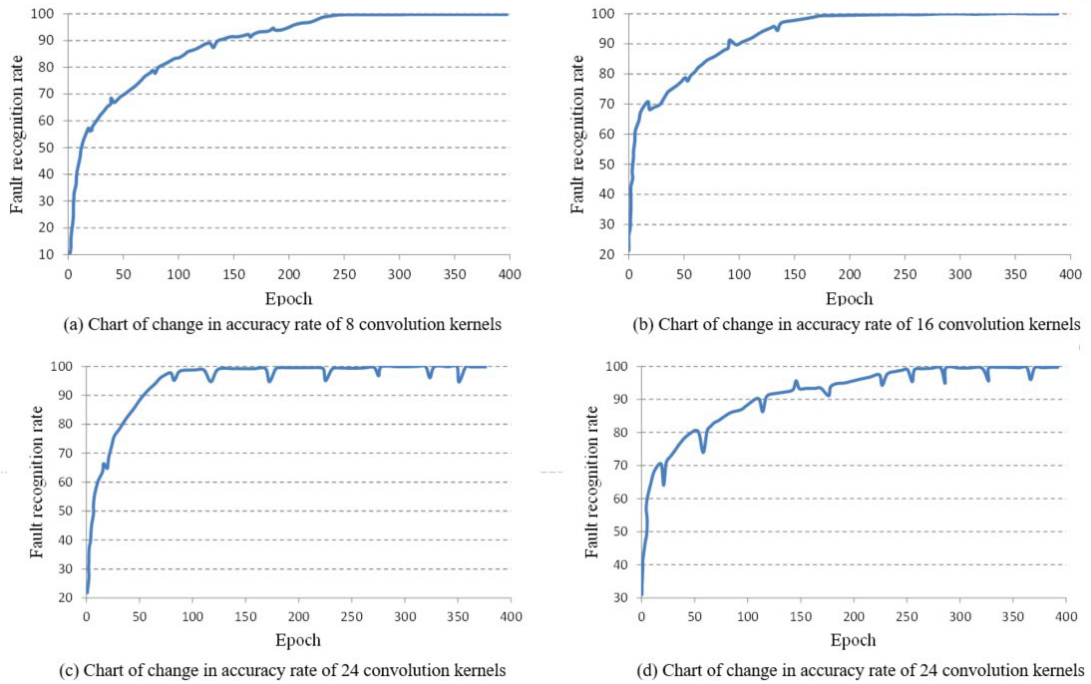 100
90
80
70
60
50
40
30
20
10
Fault recognition rate
0 50 100 150 200 250 300 350 400
Epoch
(a) Chart of change in accuracy rate of 8 convolution kernels
100
90
80
70
60
50
40
30
20
Fault recognition rate
0 50 100 150 200 250 300 350 400
Epoch
(b) Chart of change in accuracy rate of 16 convolution kernels
100
90
80
70
60
50
40
30
20
Fault recognition rate
0 50 100 150 200 250 300 350 400
Epoch
(c) Chart of change in accuracy rate of 24 convolution kernels
100
90
80
70
60
50
40
30
Fault recognition rate
0 50 100 150 200 250 300 350 400
Epoch
(d) Chart of change in accuracy rate of 24 convolution kernels